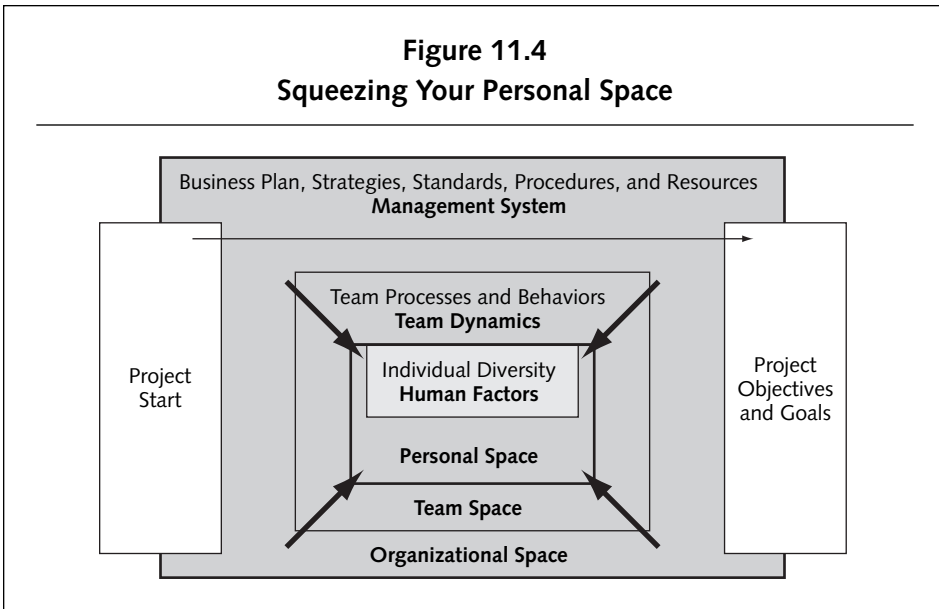 Figure 11.4
Squeezing Your Personal Space
Business Plan, Strategies, Standards, Procedures, and Resources
Management System
Team Processes and Behaviors
Team Dynamics
Individual Diversity
Human Factors
Project
Start
Project
Objectives
and Goals
Personal Space
Team Space
Organizational Space